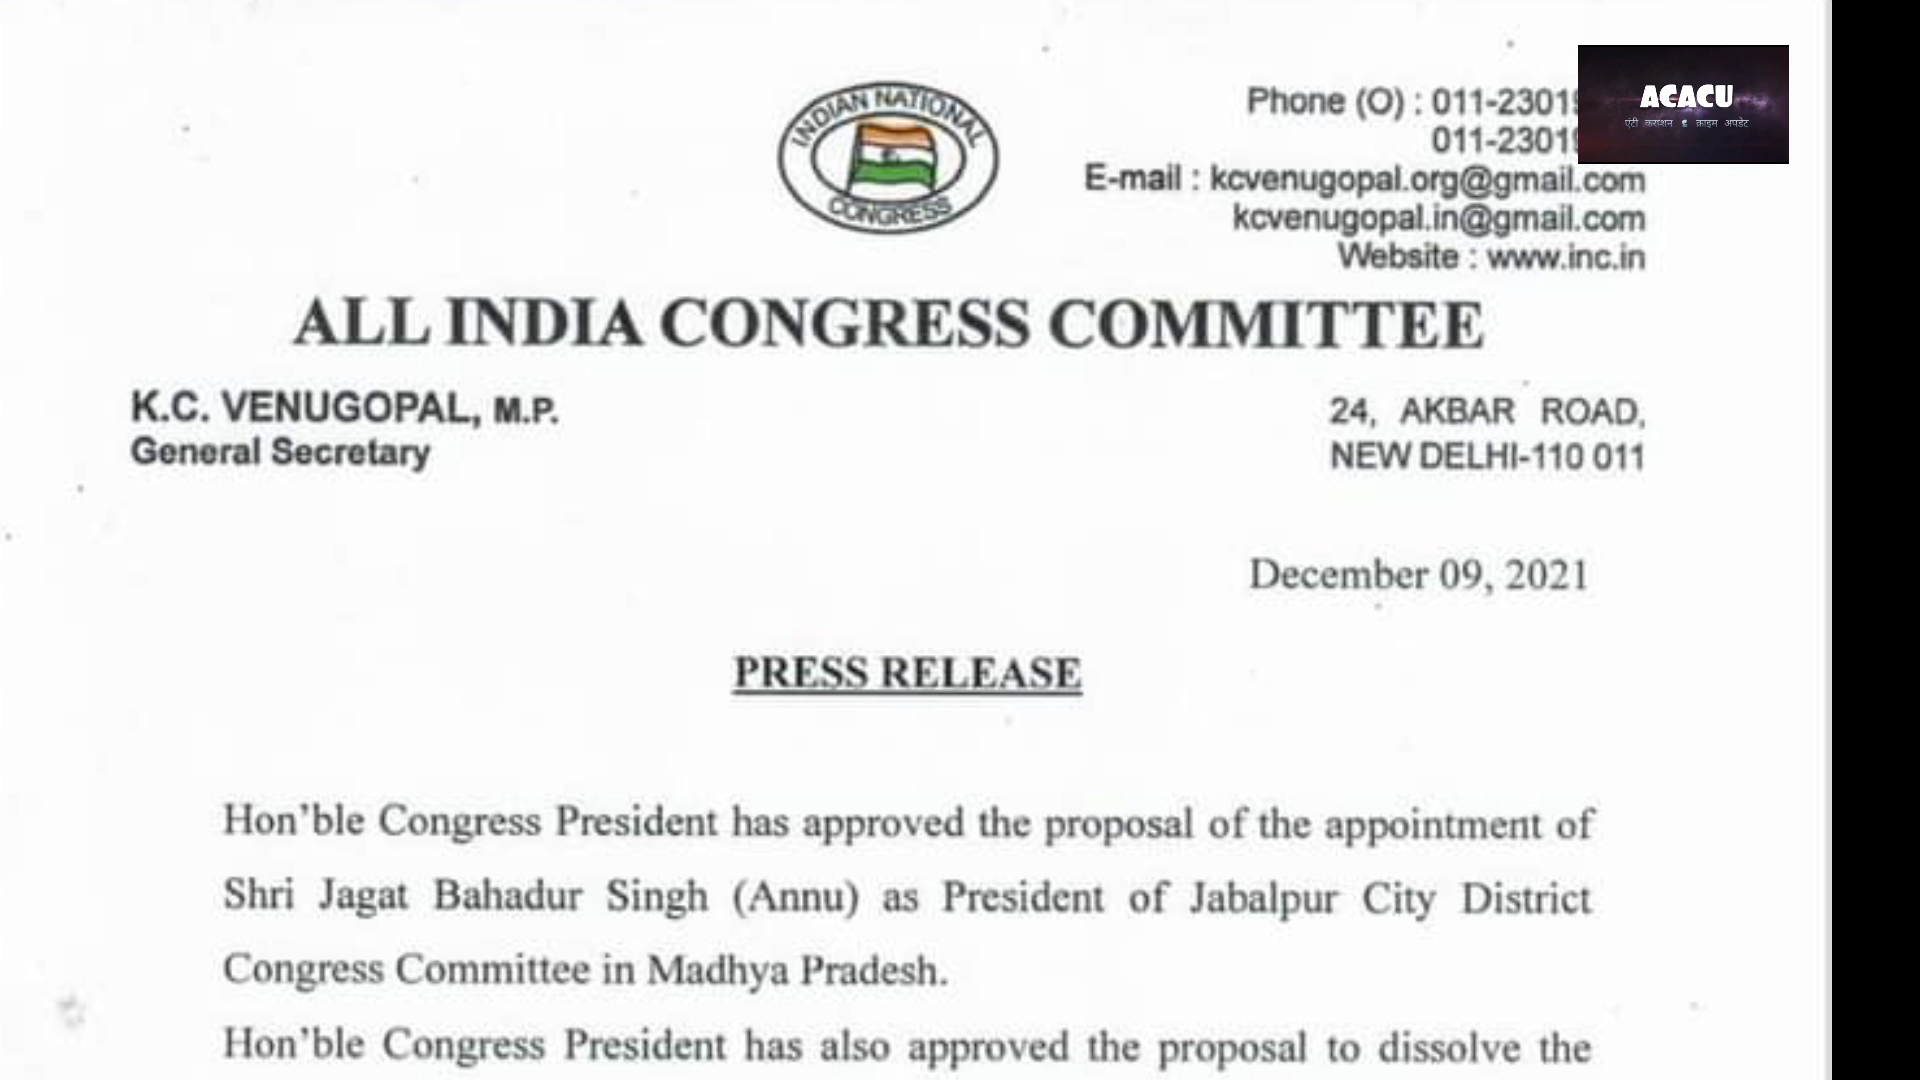 INDIAN NATIONAL
CONGRESS
Phone (O) : 011-2301
011-2301
E-mail : kcvenugopal.org@gmail.com
kcvenugopal.in@gmail.com
Website : www.inc.in
ACACU
एंटी करप्शन क्राइम अपडेट
ALL INDIA CONGRESS COMMITTEE
K.C. VENUGOPAL, M.P.
General Secretary
24, AKBAR ROAD,
NEW DELHI-110 011
December 09, 2021
PRESS RELEASE
Hon'ble Congress President has approved the proposal of the appointment of
Shri Jagat Bahadur Singh (Annu) as President of Jabalpur City District
Congress Committee in Madhya Pradesh.
Hon'ble Congress President has also approved the proposal to dissolve the